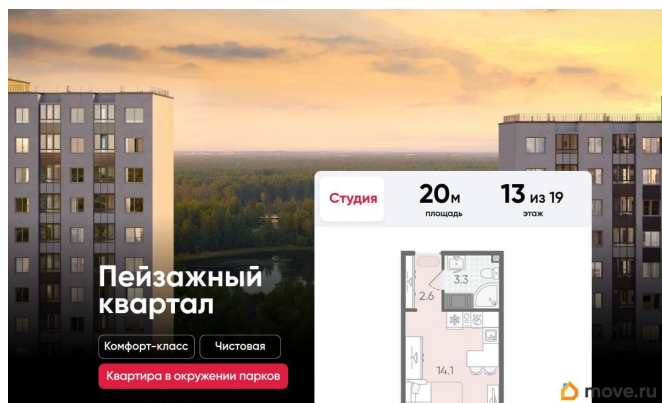 Студия
20м
площадь
13 из 19
этаж
Пейзажный
квартал
Комфорт-класс
Чистовая
Квартира в окружении парков
3.3
2.6
14.1
move.ru